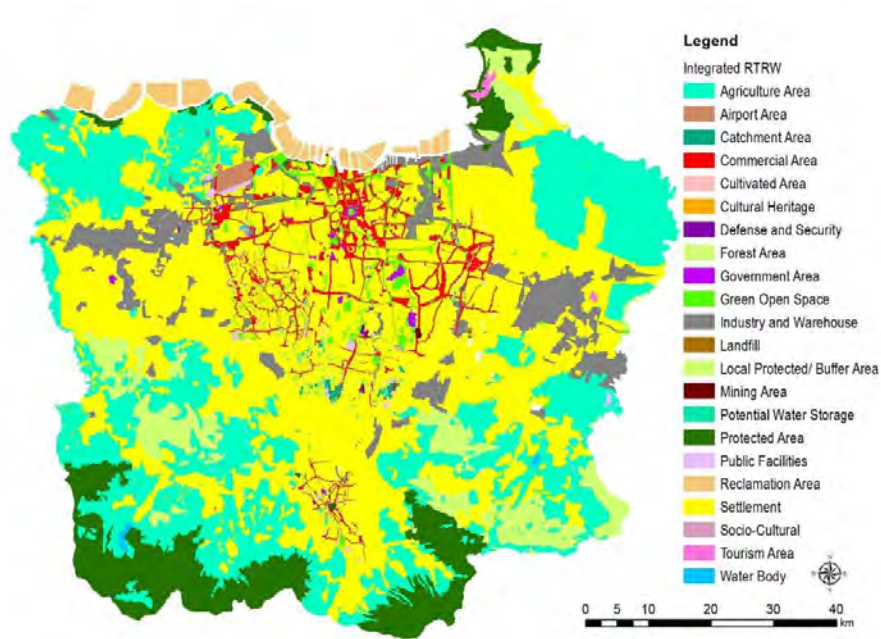 Legend
Integrated RTRW
Agriculture Area
Airport Area
Catchment Area
Commercial Area
Cultivated Area
Cultural Heritage
Defense and Security
Forest Area
Government Area
Green Open Space
Industry and Warehouse
Landfill
Local Protected/ Buffer Area
Mining Area
Potential Water Storage
Protected Area
Public Facilities
Reclamation Area
Settlement
Socio-Cultural
Tourism Area
Water Body
0 5 10 20 30 40
km